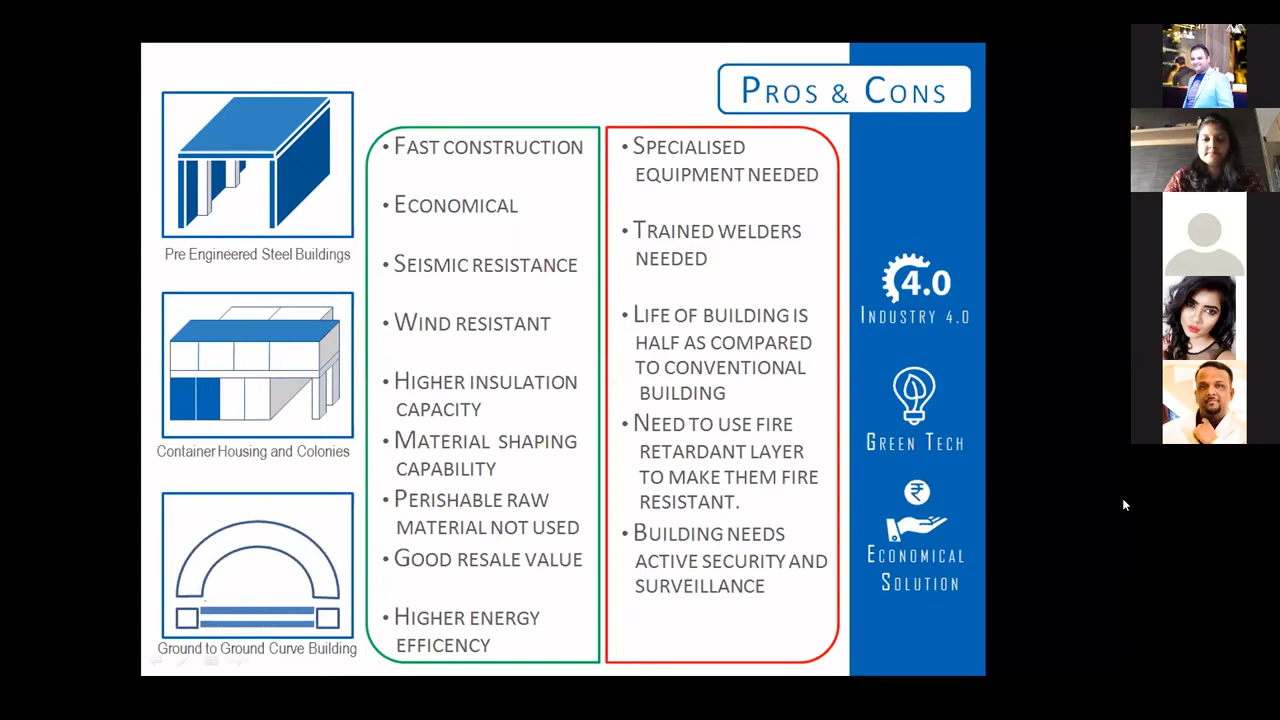 PROS & CONS
Pre Engineered Steel Buildings
Container Housing and Colonies
Ground to Ground Curve Building
• FAST CONSTRUCTION
• ECONOMICAL
• SEISMIC RESISTANCE
• WIND RESISTANT
• HIGHER INSULATION
CAPACITY
• MATERIAL SHAPING
CAPABILITY
• PERISHABLE RAW
MATERIAL NOT USED
• GOOD RESALE VALUE
• HIGHER ENERGY
EFFICENCY
• SPECIALISED
EQUIPMENT NEEDED
• TRAINED WELDERS
NEEDED
• LIFE OF BUILDING IS
HALF AS COMPARED
TO CONVENTIONAL
BUILDING
• NEED TO USE FIRE
RETARDANT LAYER
TO MAKE THEM FIRE
RESISTANT.
• BUILDING NEEDS
ACTIVE SECURITY AND
SURVEILLANCE
4.0
INDUSTRY 4.0
GREEN TECH
₹
ECONOMICAL
SOLUTION